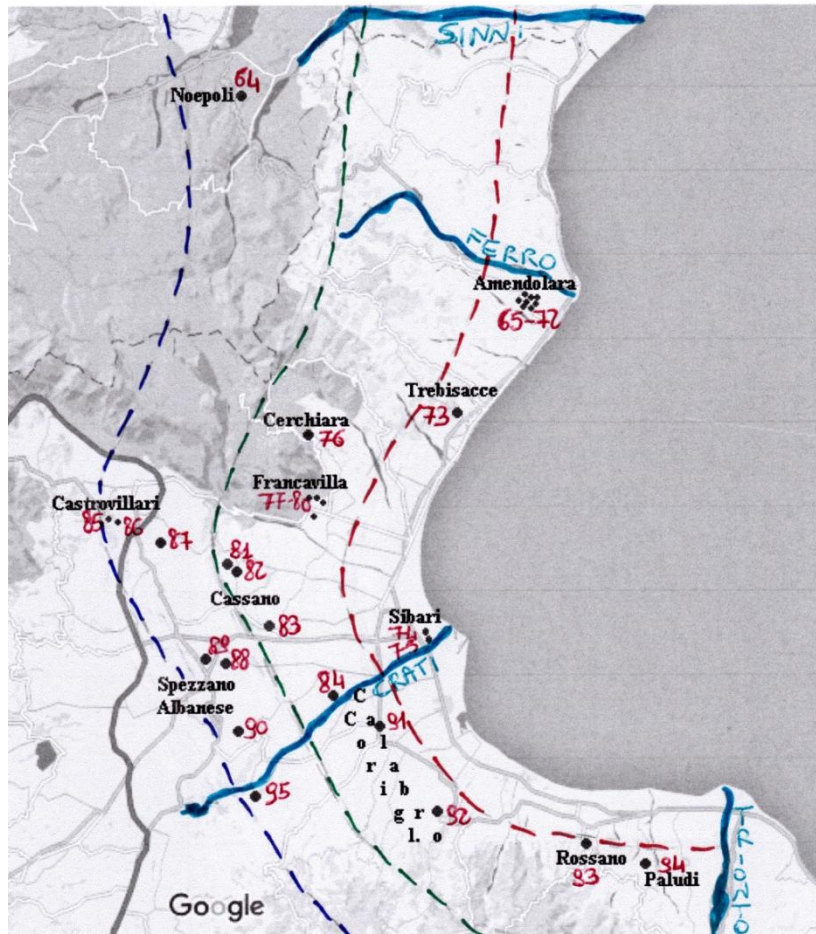 SINNI
64
Noepoli
FERRO
Amendolara
65-72
Trebisacce
73
Cerchiara
76
Francavilla
77-80
Castrovillari
85 86
87
81
82
Cassano
83
Sibari
74
75
CRATI
89
88
Spezzano
Albanese
84
90
91
C
C a
o l
r a
i b
g r
l. o
92
95
Rossano
93
94
Paludi
TRIONTO
Google